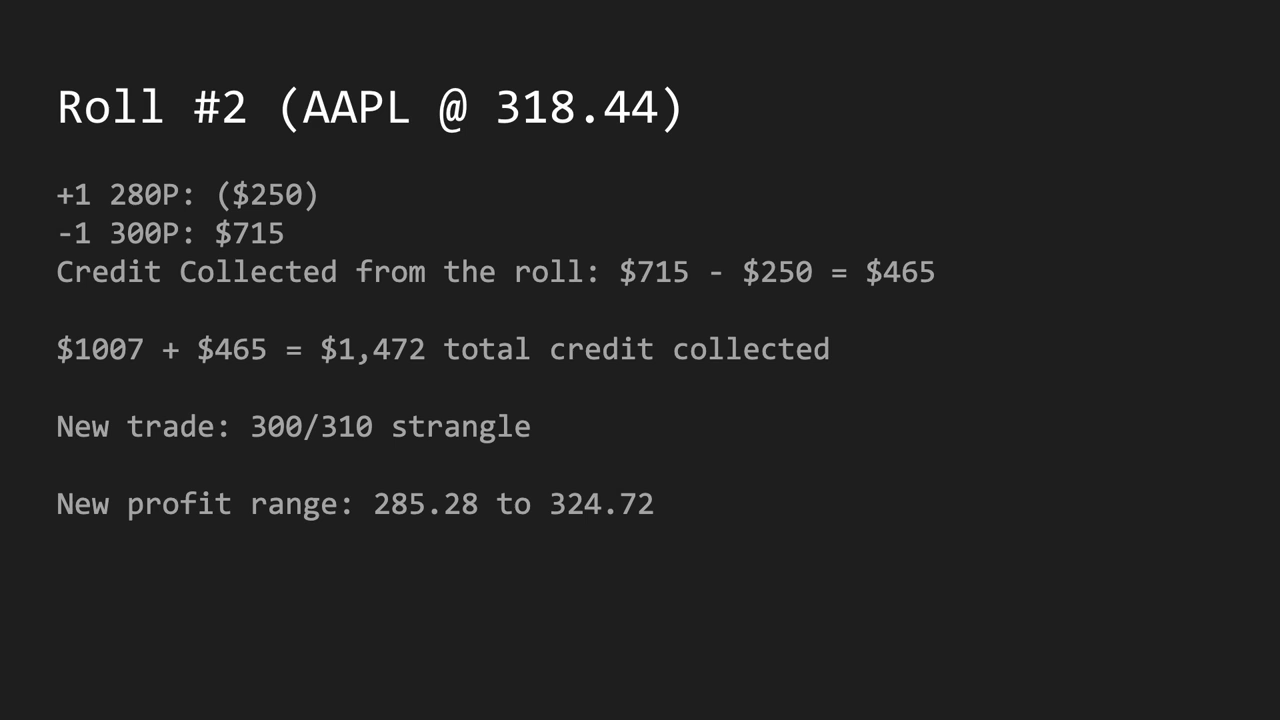 Roll #2 (AAPL @ 318.44)
+1 280P: ($250)
-1 300P: $715
Credit Collected from the roll: $715 - $250 = $465
$1007 + $465 = $1,472 total credit collected
New trade: 300/310 strangle
New profit range: 285.28 to 324.72